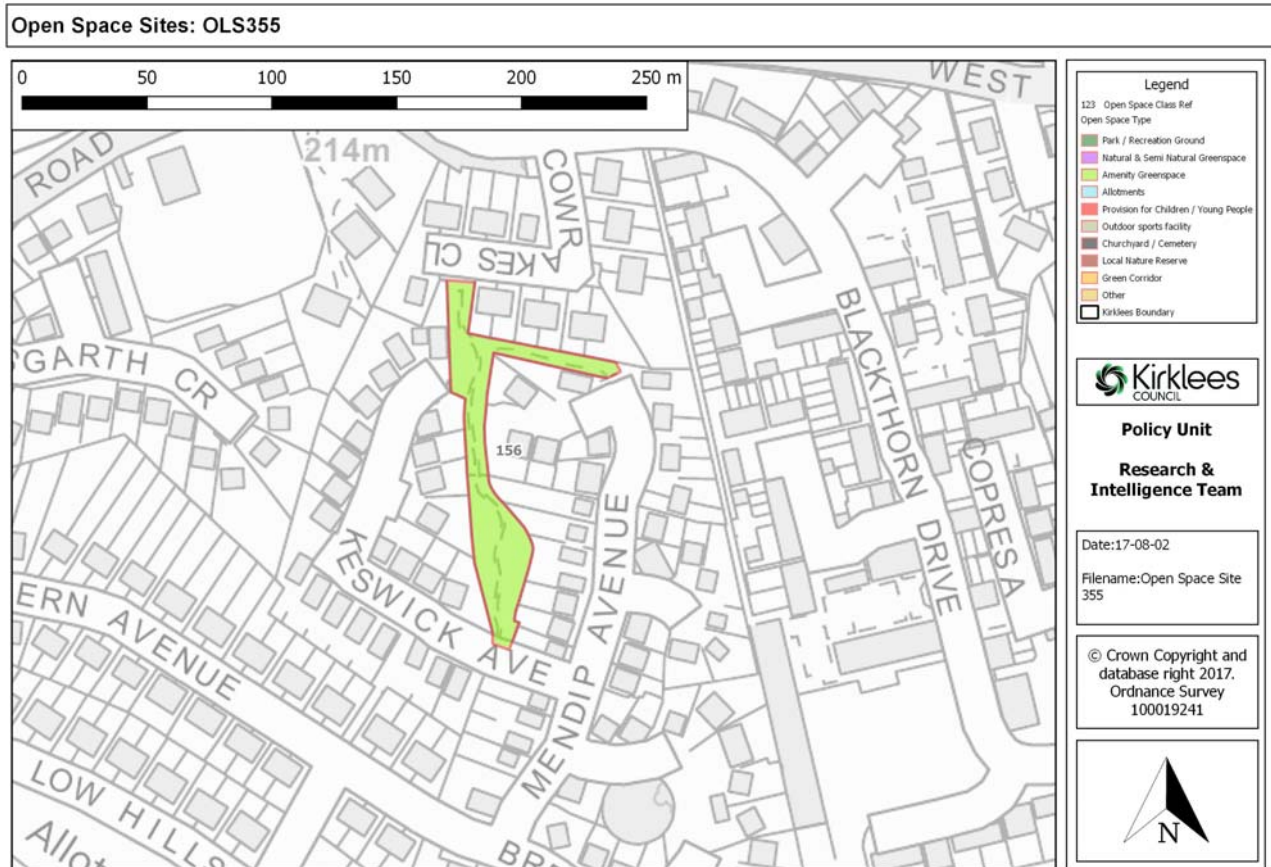 Open Space Sites: OLS355
0 50 100 150 200 250 m
WEST
ROAD
214m
COWR
AKES CL
SGARTH CR
BLACKTHORN DRIVE
COPRESA
156
KESWICK AVE
MENDIP AVENUE
ERN AVENUE
LOW HILLS
Allot
BRE
Legend
123 Open Space Class Ref
Open Space Type
Park / Recreation Ground
Natural & Semi Natural Greenspace
Amenity Greenspace
Allotments
Provision for Children / Young People
Outdoor sports facility
Churchyard / Cemetery
Local Nature Reserve
Green Corridor
Other
Kirklees Boundary
Kirklees
COUNCIL
Policy Unit
Research &
Intelligence Team
Date:17-08-02
Filename:Open Space Site
355
© Crown Copyright and
database right 2017.
Ordnance Survey
100019241
N